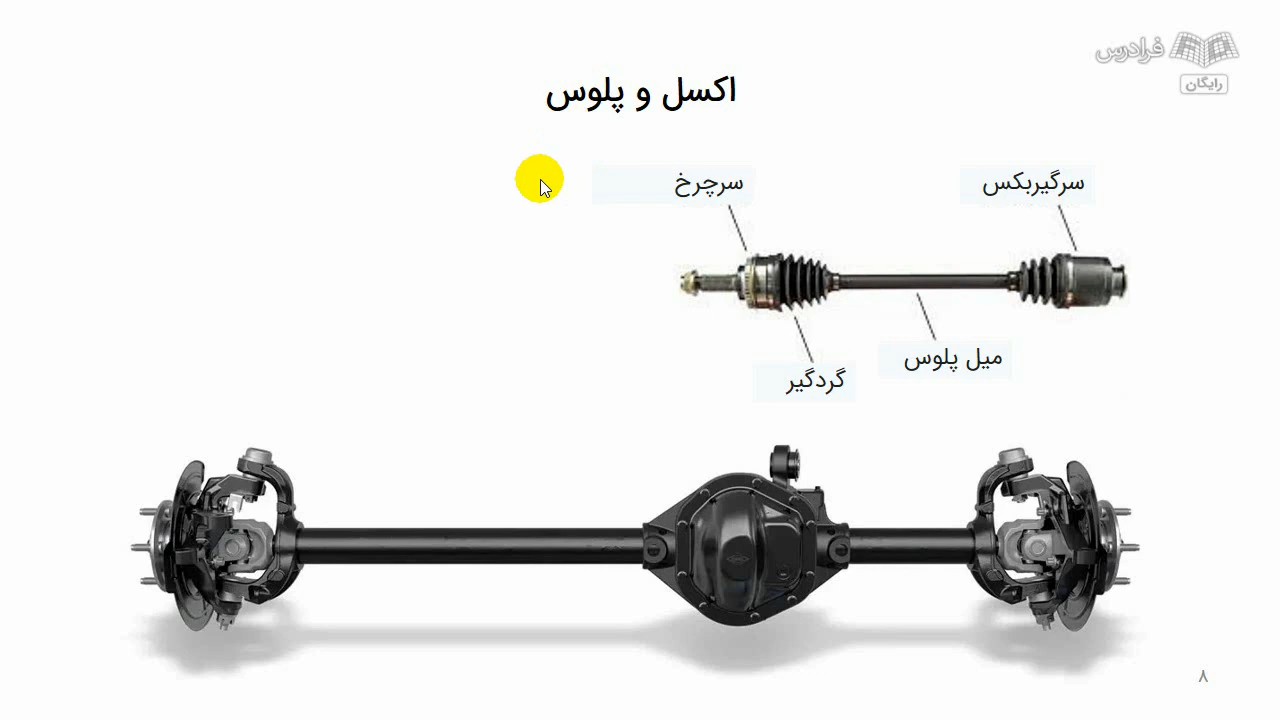 فرادرس
رایگان
اکسل و پلوس
سرگیربکس
سرچرخ
میل پلوس
گردگیر
۸